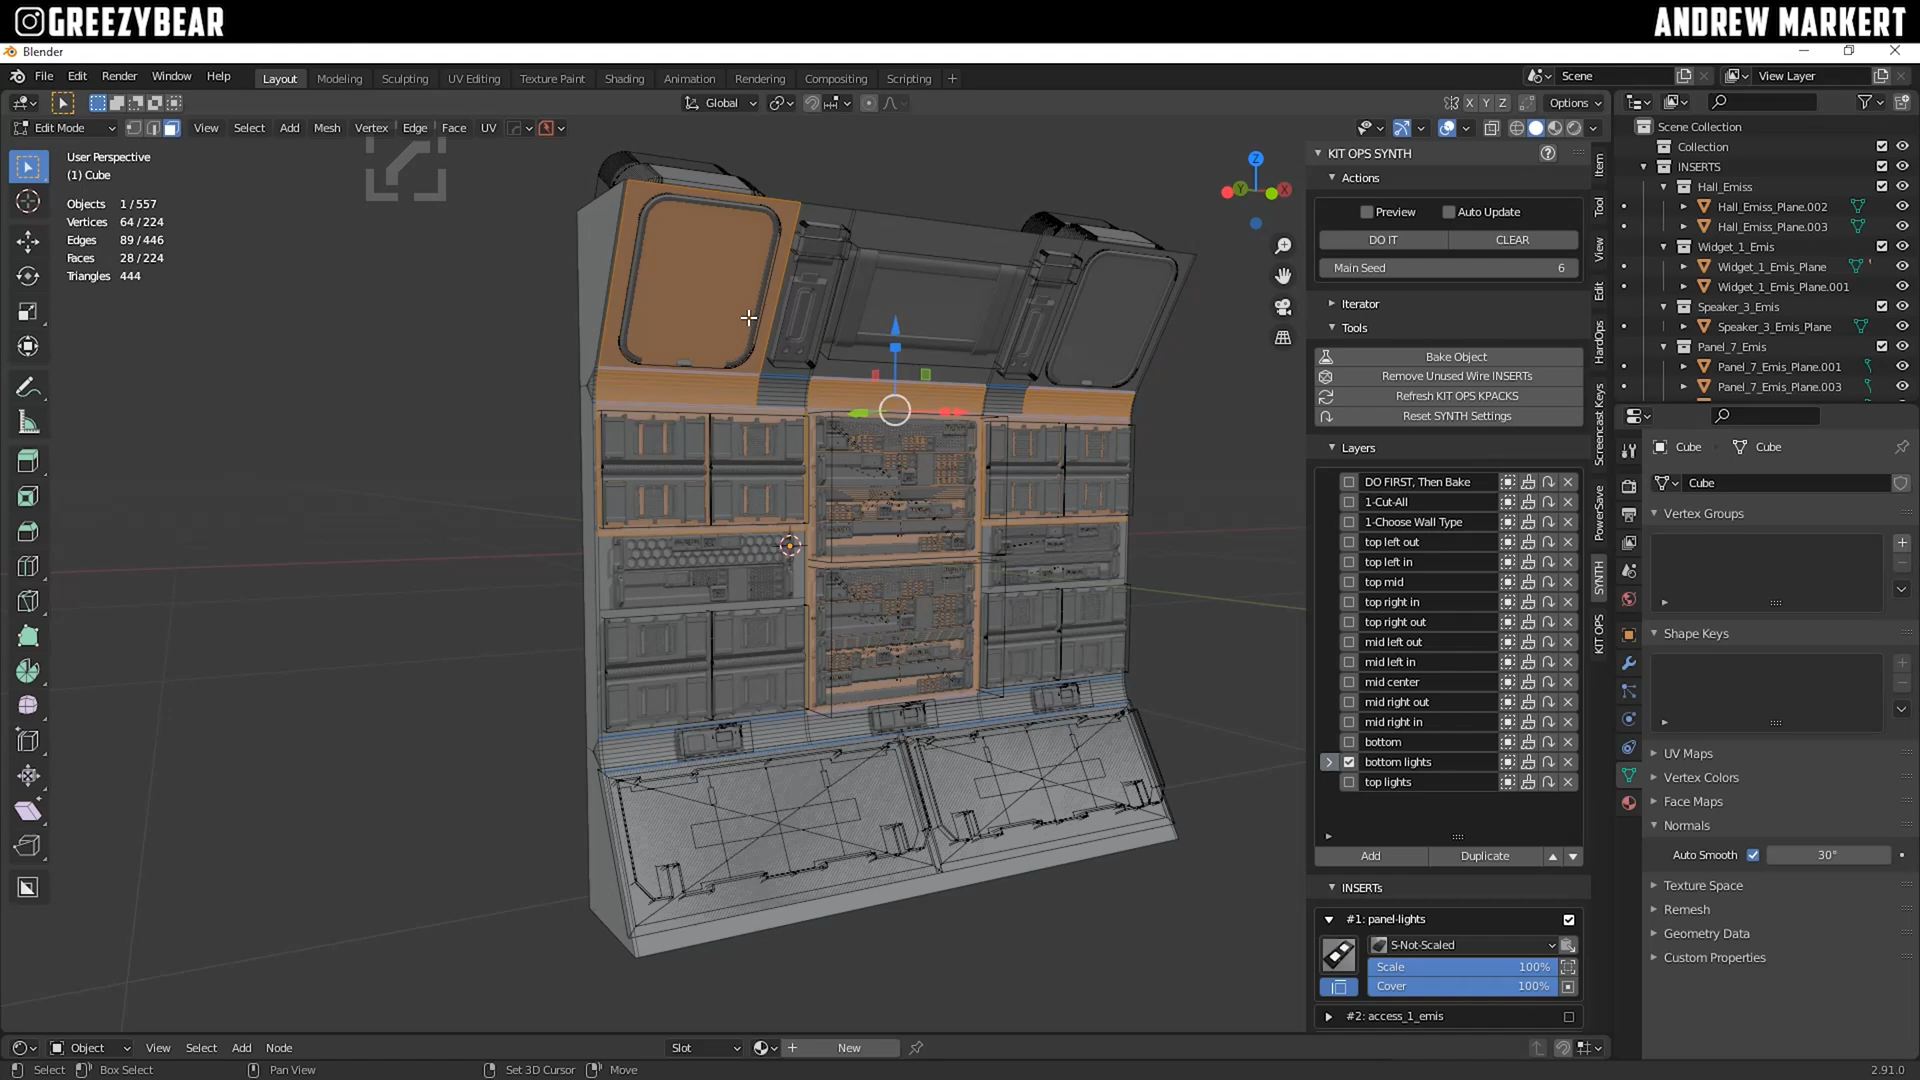 GREEZYBEAR ANDREW MARKERT
Blender
File Edit Render Window Help Layout Modeling Sculpting UV Editing Texture Paint Shading Animation Rendering Compositing Scripting + Scene View Layer
Global X Y Z Options
Edit Mode View Select Add Mesh Vertex Edge Face UV
User Perspective
(1) Cube
Objects 1 / 557
Vertices 64 / 224
Edges 89 / 446
Faces 28 / 224
Triangles 444
Z
Y
X
KIT OPS SYNTH
Actions
Preview Auto Update
DO IT CLEAR
Main Seed 6
Iterator
Tools
Bake Object
Remove Unused Wire INSERTs
Refresh KIT OPS KPACKS
Reset SYNTH Settings
Layers
DO FIRST, Then Bake
1-Cut-All
1-Choose Wall Type
top left out
top left in
top mid
top right in
top right out
mid left out
mid left in
mid center
mid right out
mid right in
bottom
bottom lights
top lights
Add Duplicate
INSERTs
#1: panel-lights
S-Not-Scaled
Scale 100%
Cover 100%
#2: access_1_emis
Item
Tool
View
Edit
HardOps
Screencast Keys
PowerSave
SYNTH
KIT OPS
Scene Collection
Collection
INSERTS
Hall_Emiss
Hall_Emiss_Plane.002
Hall_Emiss_Plane.003
Widget_1_Emis
Widget_1_Emis_Plane
Widget_1_Emis_Plane.001
Speaker_3_Emis
Speaker_3_Emis_Plane
Panel_7_Emis
Panel_7_Emis_Plane.001
Panel_7_Emis_Plane.003
Cube Cube
Cube
Vertex Groups
Shape Keys
UV Maps
Vertex Colors
Face Maps
Normals
Auto Smooth 30°
Texture Space
Remesh
Geometry Data
Custom Properties
Object View Select Add Node Slot + New
Select Box Select Pan View Set 3D Cursor Move 2.91.0